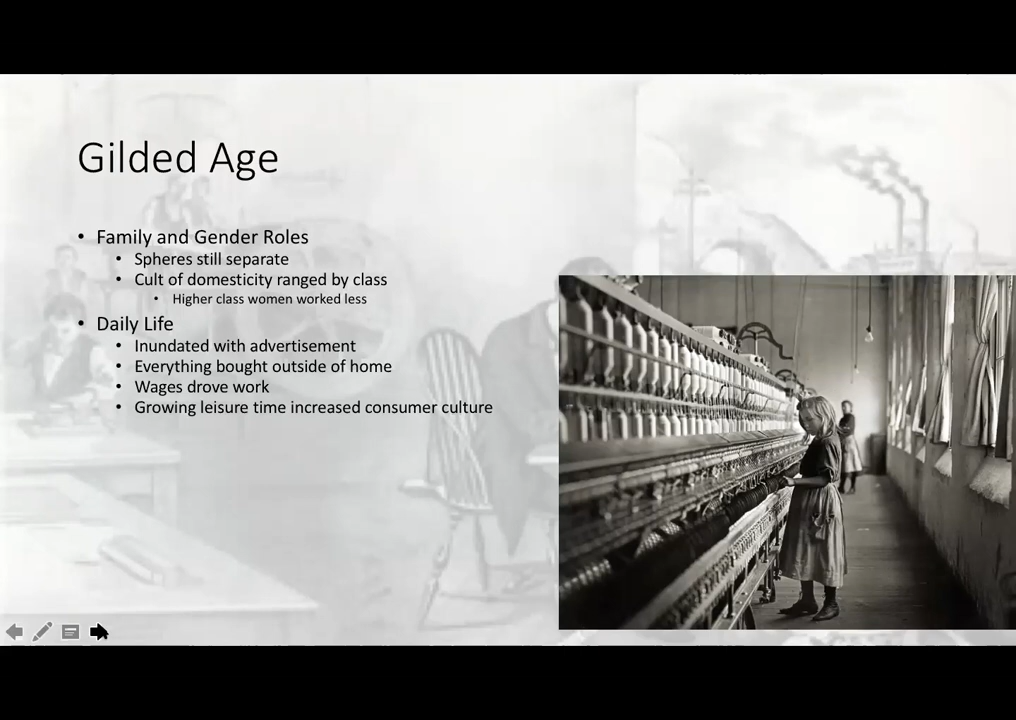 Gilded Age
• Family and Gender Roles
• Spheres still separate
• Cult of domesticity ranged by class
• Higher class women worked less
• Daily Life
• Inundated with advertisement
• Everything bought outside of home
• Wages drove work
• Growing leisure time increased consumer culture